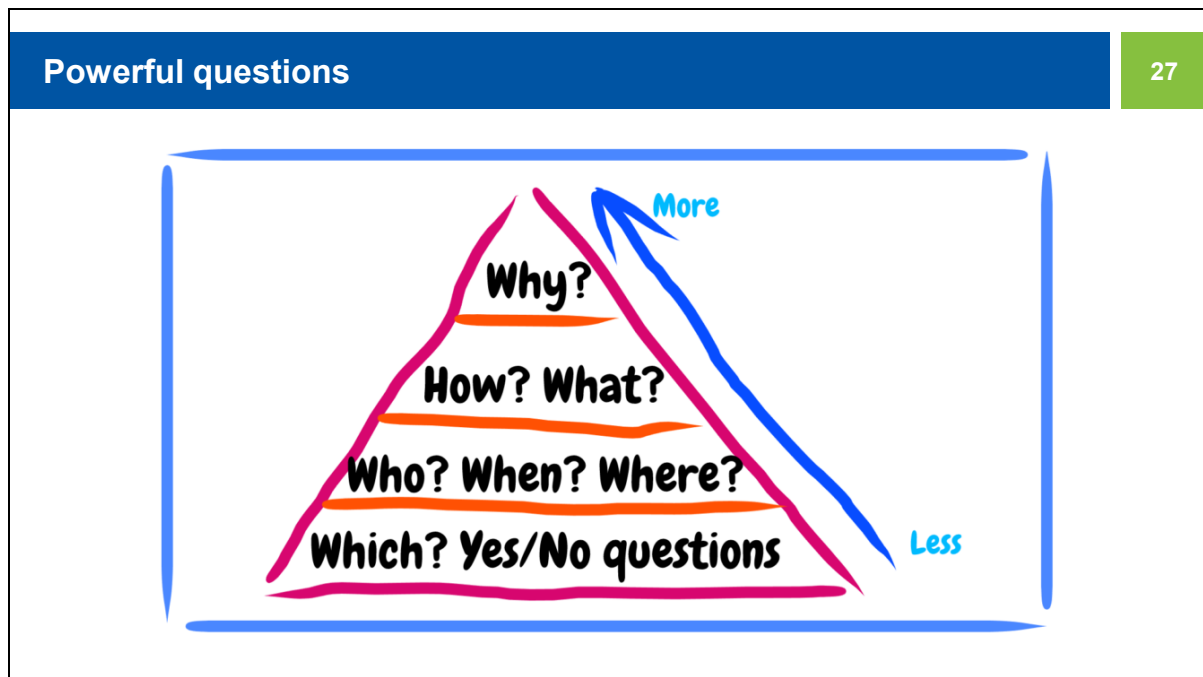 Powerful questions
27
More
Why?
How? What?
Who? When? Where?
Which? Yes/No questions
Less